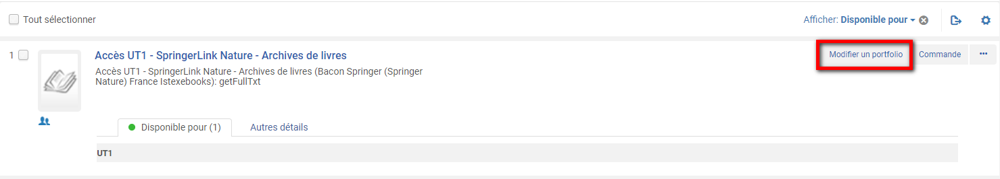 Tout sélectionner
Afficher: Disponible pour
1
Accès UT1 - SpringerLink Nature - Archives de livres
Modifier un portfolio
Commande
Accès UT1 - SpringerLink Nature - Archives de livres (Bacon Springer (Springer
Nature) France Istexebooks): getFullTxt
Disponible pour (1)
Autres détails
UT1